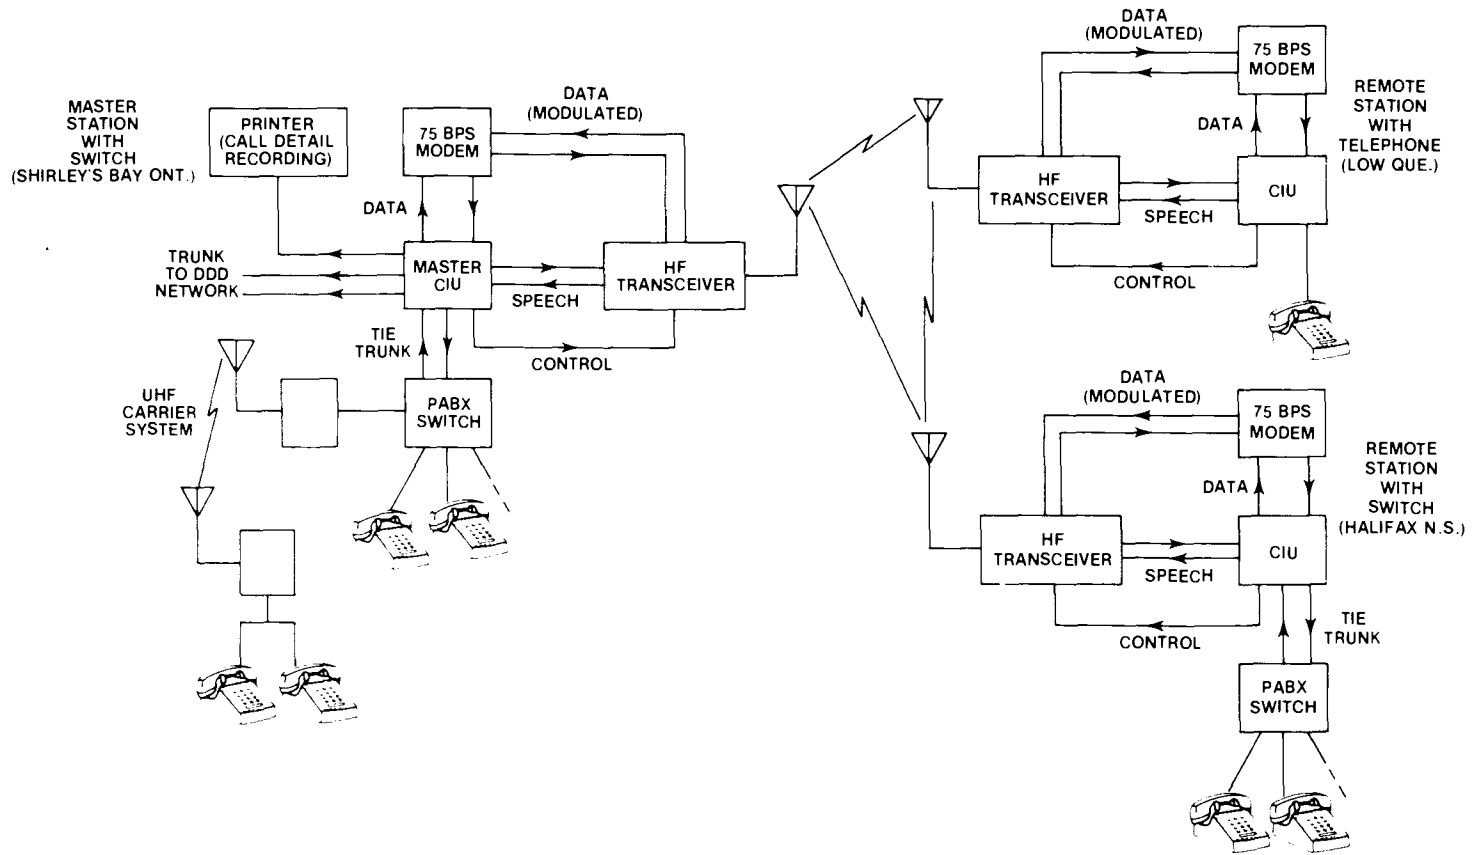 MASTER
STATION
WITH
SWITCH
(SHIRLEY'S BAY ONT.)
PRINTER
(CALL DETAIL
RECORDING)
75 BPS
MODEM
DATA
(MODULATED)
DATA
TRUNK
TO DDD
NETWORK
MASTER
CIU
SPEECH
HF
TRANSCEIVER
CONTROL
TIE
TRUNK
PABX
SWITCH
UHF
CARRIER
SYSTEM
DATA
(MODULATED)
75 BPS
MODEM
REMOTE
STATION
WITH
TELEPHONE
(LOW QUE.)
DATA
HF
TRANSCEIVER
SPEECH
CIU
CONTROL
DATA
(MODULATED)
75 BPS
MODEM
REMOTE
STATION
WITH
SWITCH
(HALIFAX N.S.)
DATA
HF
TRANSCEIVER
SPEECH
CIU
CONTROL
TIE
TRUNK
PABX
SWITCH